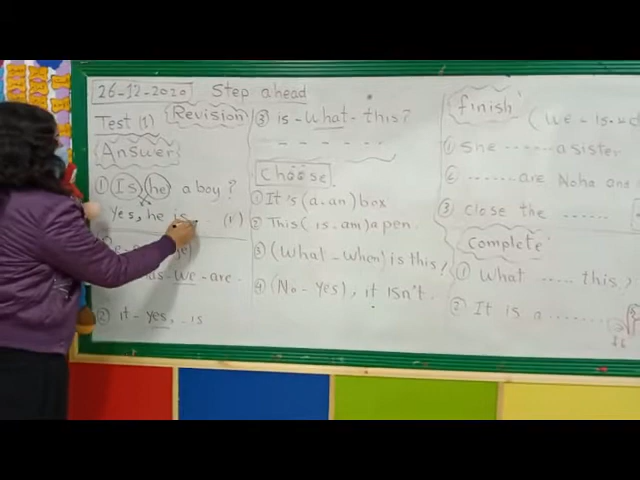 26-12-2020 Step ahead
Test (1) Revision
Answer
① Is he a boy?
Yes, he is. (1)
we-are.
② it-yes, .. is
③ is-what-this?
Choose
① It's (a-an) box
② This (is-am) a pen.
③ (What-when) is this?
④ (No-yes), it isn't.
finish
(we-is-
① She ...... a sister
② ...... are Noha and
③ close the ......
complete
① What ..... this?
② It is a ........